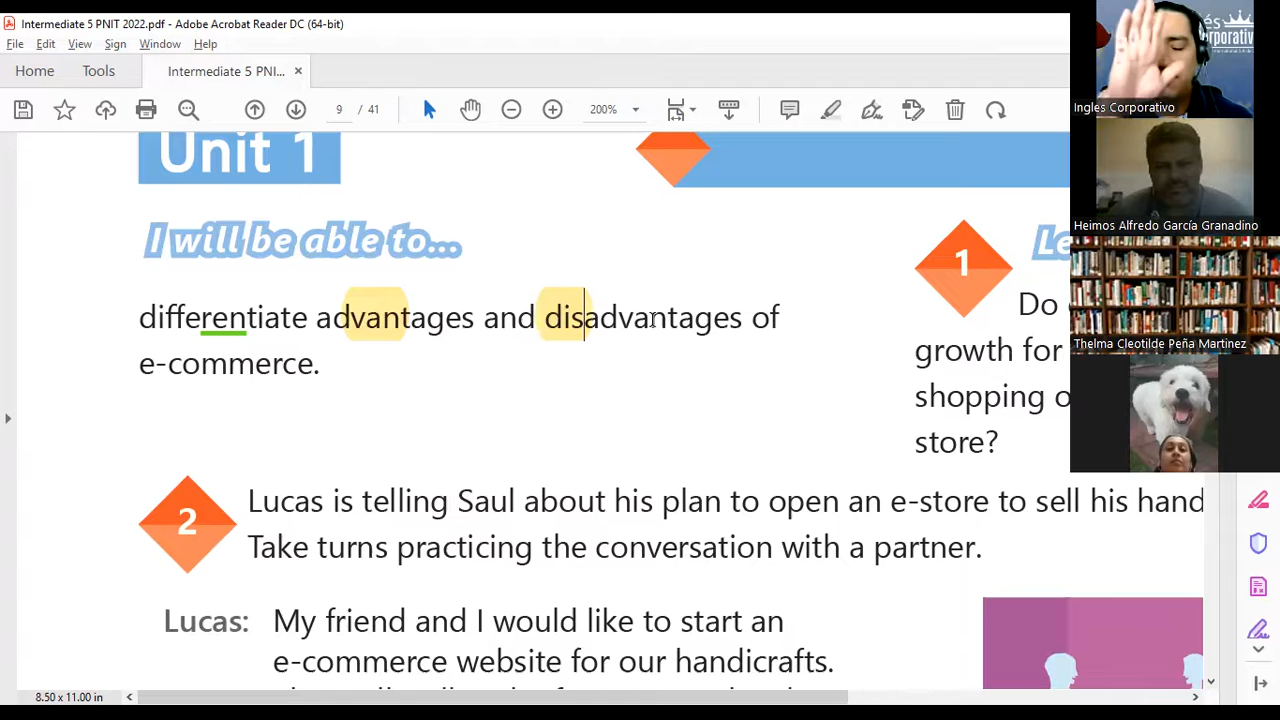 Intermediate 5 PNIT 2022.pdf - Adobe Acrobat Reader DC (64-bit)
File Edit View Sign Window Help
Home Tools Intermediate 5 PNI... ×
9 / 41 200%
Unit 1
I will be able to...
differentiate advantages and disadvantages of
e-commerce.
1
Do
growth for
shopping
store?
2
Lucas is telling Saul about his plan to open an e-store to sell his hand
Take turns practicing the conversation with a partner.
Lucas: My friend and I would like to start an
e-commerce website for our handicrafts.
8.50 x 11.00 in
Corporativ
Ingles Corporativo
Heimos Alfredo García Granadino
Thelma Cleotilde Peña Martinez